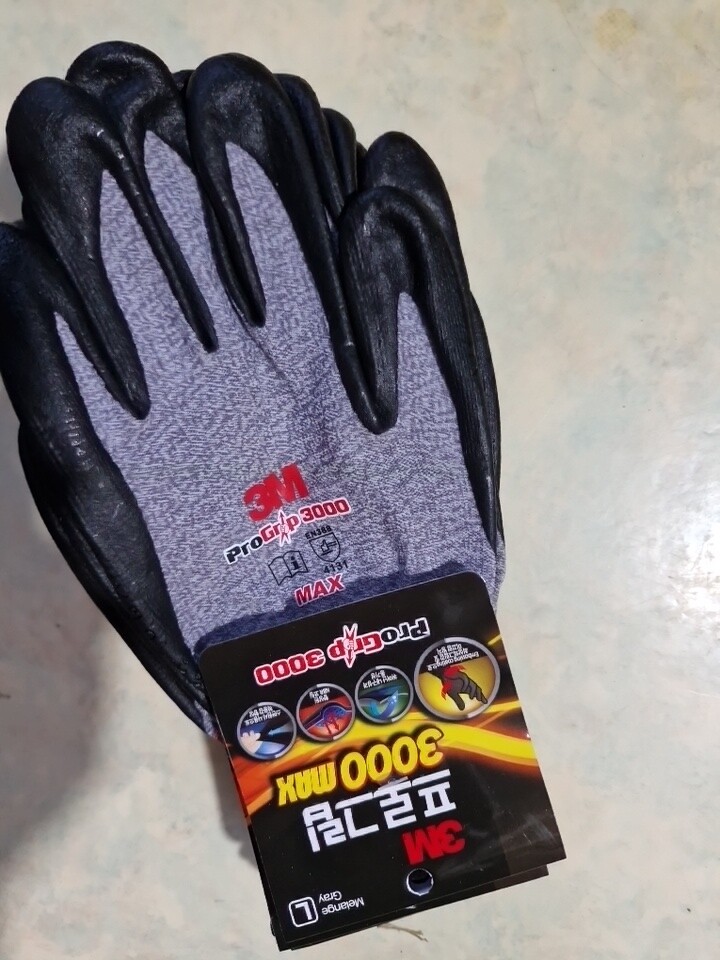 3M
ProGrip 3000
EN388
4131
MAX
3M
프로그립
3000 MAX
ProGrip 3000
L
Melange
Gray